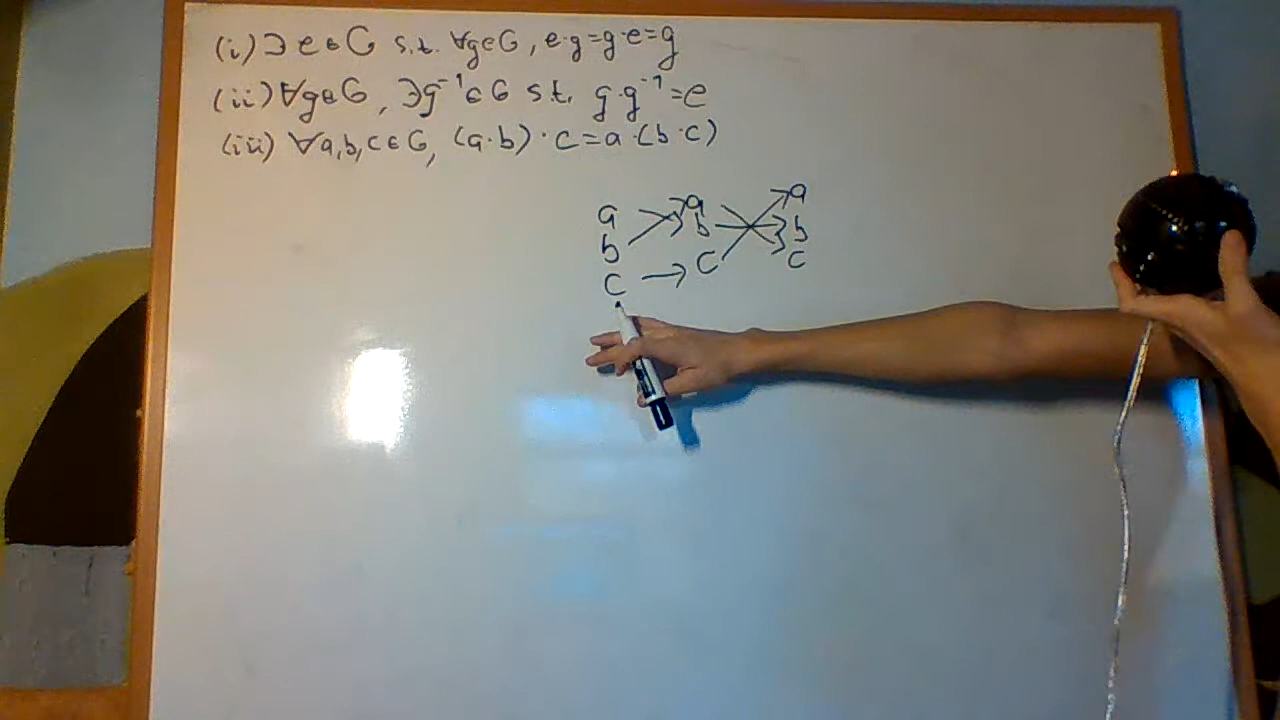 (i) ∃ e ∈ G s.t. ∀g∈G, e·g=g·e=g
(ii) ∀g∈G, ∃g⁻¹∈G s.t. g·g⁻¹=e
(iii) ∀a,b,c∈G, (a·b)·c=a·(b·c)
a → a → a
b b b
c → c c